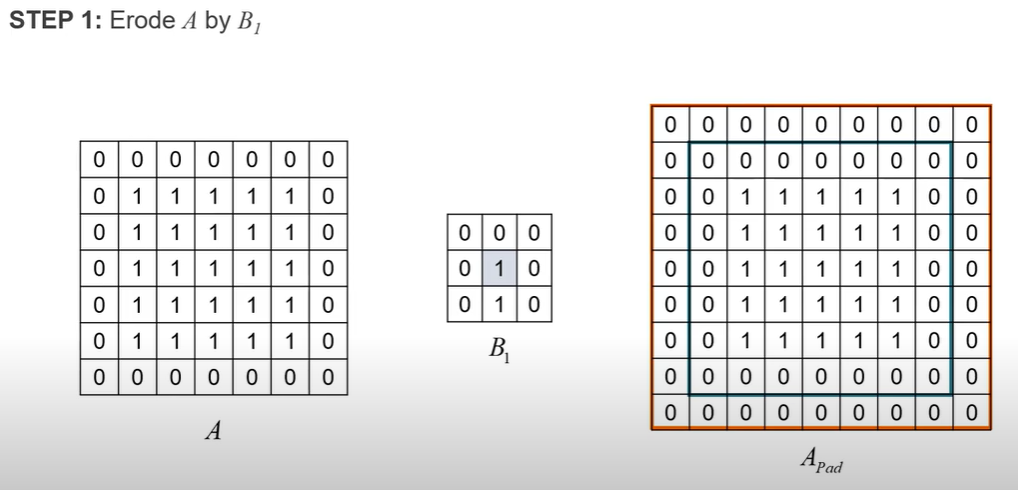 STEP 1: Erode A by B₁
0 0 0 0 0 0 0
0 1 1 1 1 1 0
0 1 1 1 1 1 0
0 1 1 1 1 1 0
0 1 1 1 1 1 0
0 1 1 1 1 1 0
0 0 0 0 0 0 0
A
0 0 0
0 1 0
0 1 0
B₁
0 0 0 0 0 0 0 0 0
0 0 0 0 0 0 0 0 0
0 0 1 1 1 1 1 0 0
0 0 1 1 1 1 1 0 0
0 0 1 1 1 1 1 0 0
0 0 1 1 1 1 1 0 0
0 0 1 1 1 1 1 0 0
0 0 0 0 0 0 0 0 0
0 0 0 0 0 0 0 0 0
A_Pad